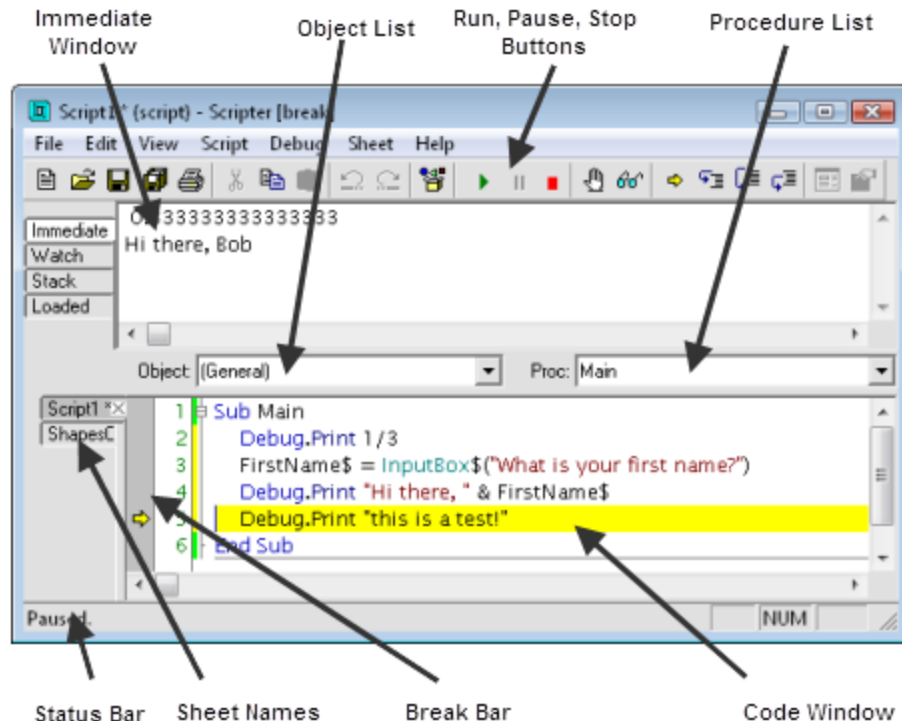 Immediate
Window
Object List
Run, Pause, Stop
Buttons
Procedure List
Script1 * (script) - Scripter [break]
File Edit View Script Debug Sheet Help
Immediate
Watch
Stack
Loaded
Hi there, Bob
Object: (General)
Proc: Main
Script1 *
ShapesC
1 Sub Main
2 Debug.Print 1/3
3 FirstName$ = InputBox$("What is your first name?")
4 Debug.Print "Hi there, " & FirstName$
5 Debug.Print "this is a test!"
6 End Sub
Paused.
NUM
Status Bar
Sheet Names
Break Bar
Code Window